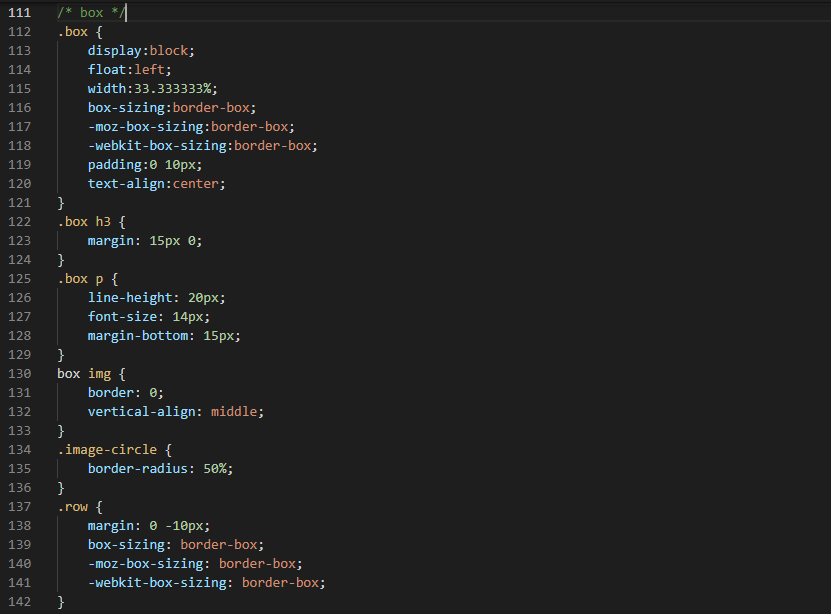 111 /* box */
112 .box {
113 display:block;
114 float:left;
115 width:33.333333%;
116 box-sizing:border-box;
117 -moz-box-sizing:border-box;
118 -webkit-box-sizing:border-box;
119 padding:0 10px;
120 text-align:center;
121 }
122 .box h3 {
123 margin: 15px 0;
124 }
125 .box p {
126 line-height: 20px;
127 font-size: 14px;
128 margin-bottom: 15px;
129 }
130 box img {
131 border: 0;
132 vertical-align: middle;
133 }
134 .image-circle {
135 border-radius: 50%;
136 }
137 .row {
138 margin: 0 -10px;
139 box-sizing: border-box;
140 -moz-box-sizing: border-box;
141 -webkit-box-sizing: border-box;
142 }